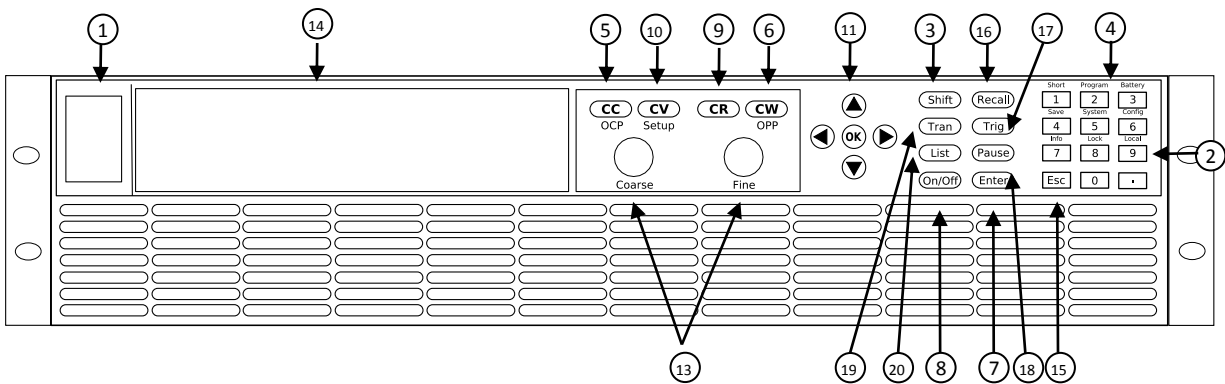 1 14 5 10 9 6 11 3 16 17 4
Short Program Battery
CC CV CR CW Shift Recall 1 2 3
OCP Setup OPP
Save System Config
OK Tran Trig 4 5 6
Info Lock Local
List Pause 7 8 9 2
Coarse Fine On/Off Enter Esc 0 .
13 19 20 8 7 18 15